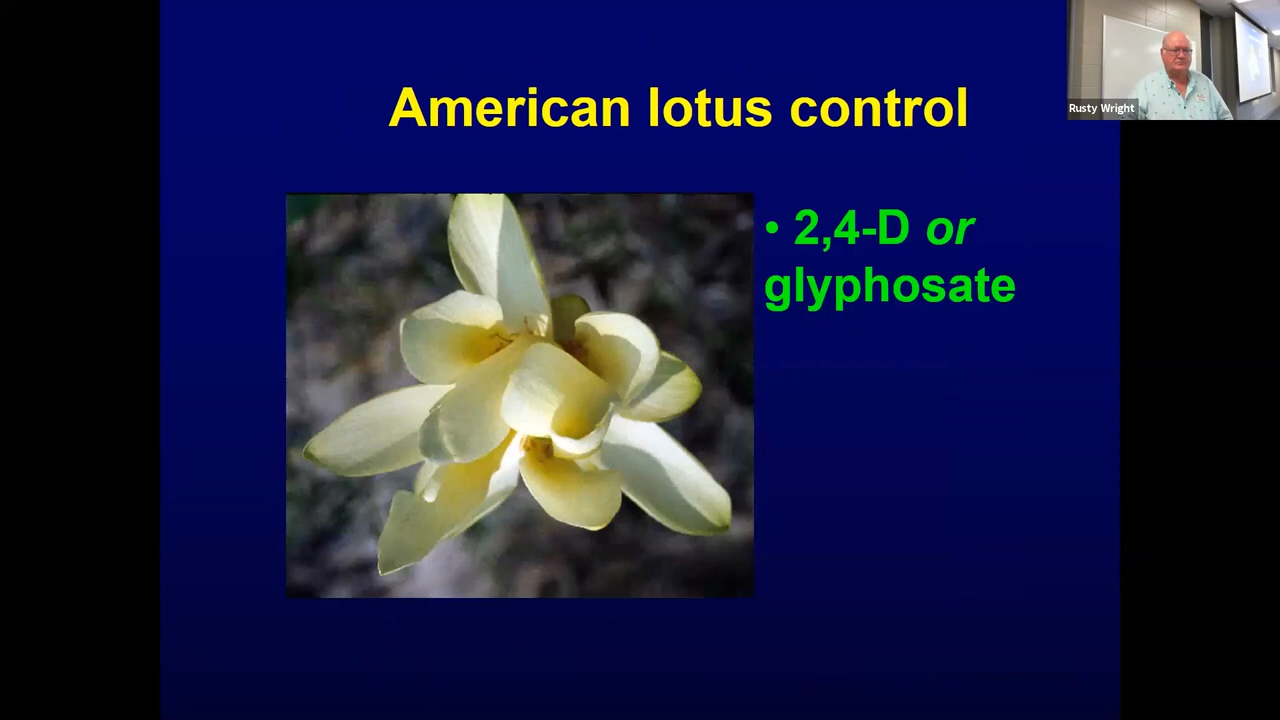 American lotus control
Rusty Wright
• 2,4-D or
glyphosate